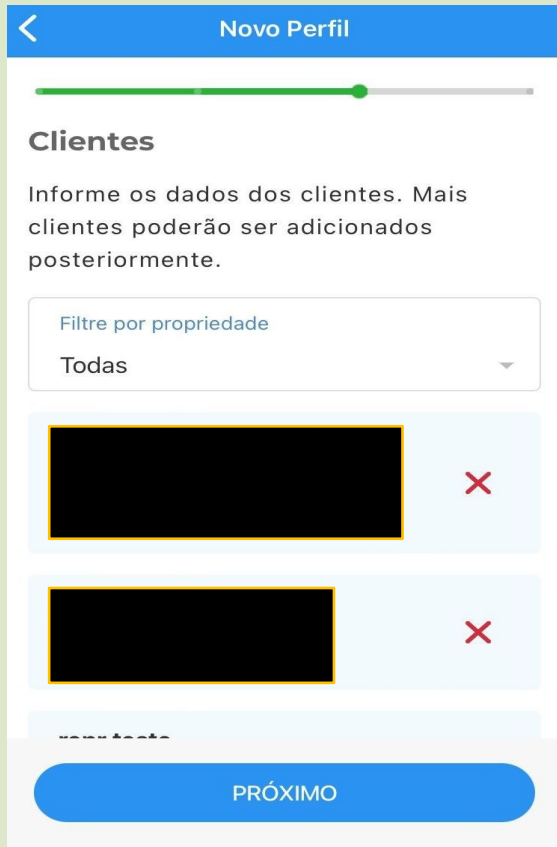 Novo Perfil
Clientes
Informe os dados dos clientes. Mais
clientes poderão ser adicionados
posteriormente.
Filtre por propriedade
Todas
PRÓXIMO